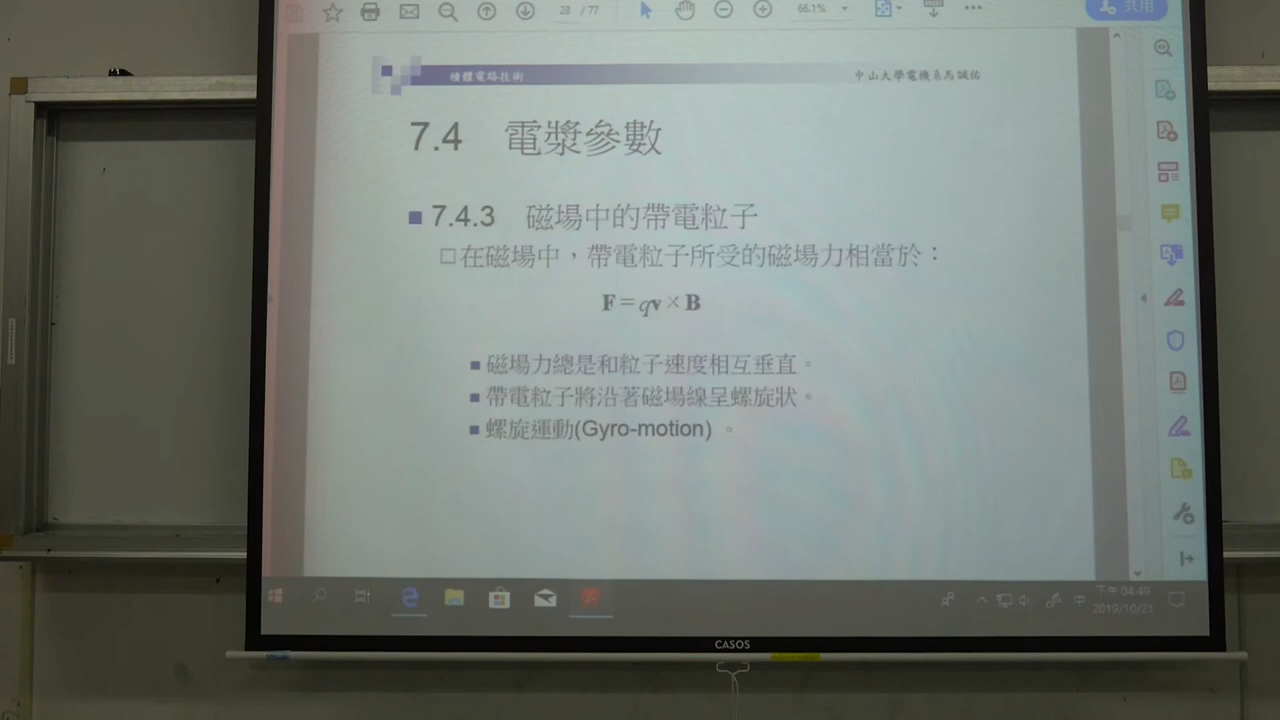 28 / 77
66.1%
共用
積體電路技術
中山大學電機系馬誠佑
7.4 電漿參數
■ 7.4.3 磁場中的帶電粒子
□在磁場中，帶電粒子所受的磁場力相當於：
F = qv × B
■ 磁場力總是和粒子速度相互垂直。
■ 帶電粒子將沿著磁場線呈螺旋狀。
■ 螺旋運動(Gyro-motion) 。
中
下午 04:49
2019/10/21
CASOS